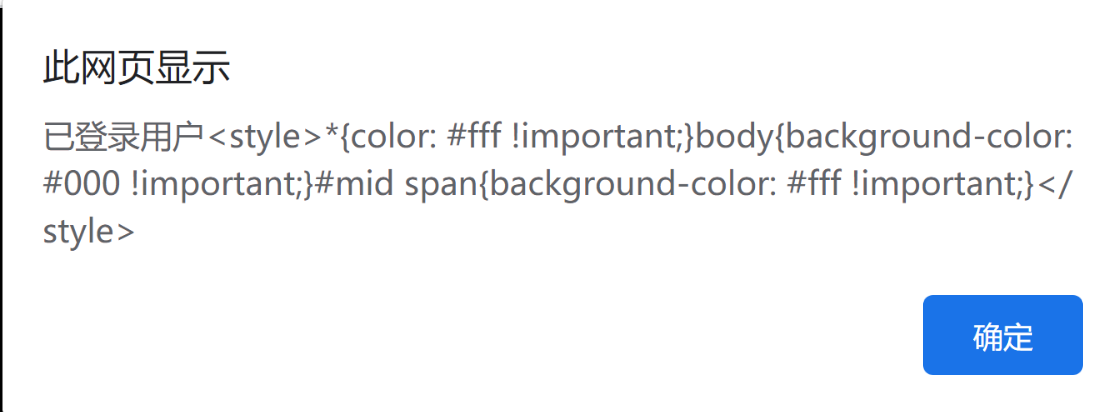 此网页显示
已登录用户<style>*{color: #fff !important;}body{background-color:
#000 !important;}#mid span{background-color: #fff !important;}</
style>
确定